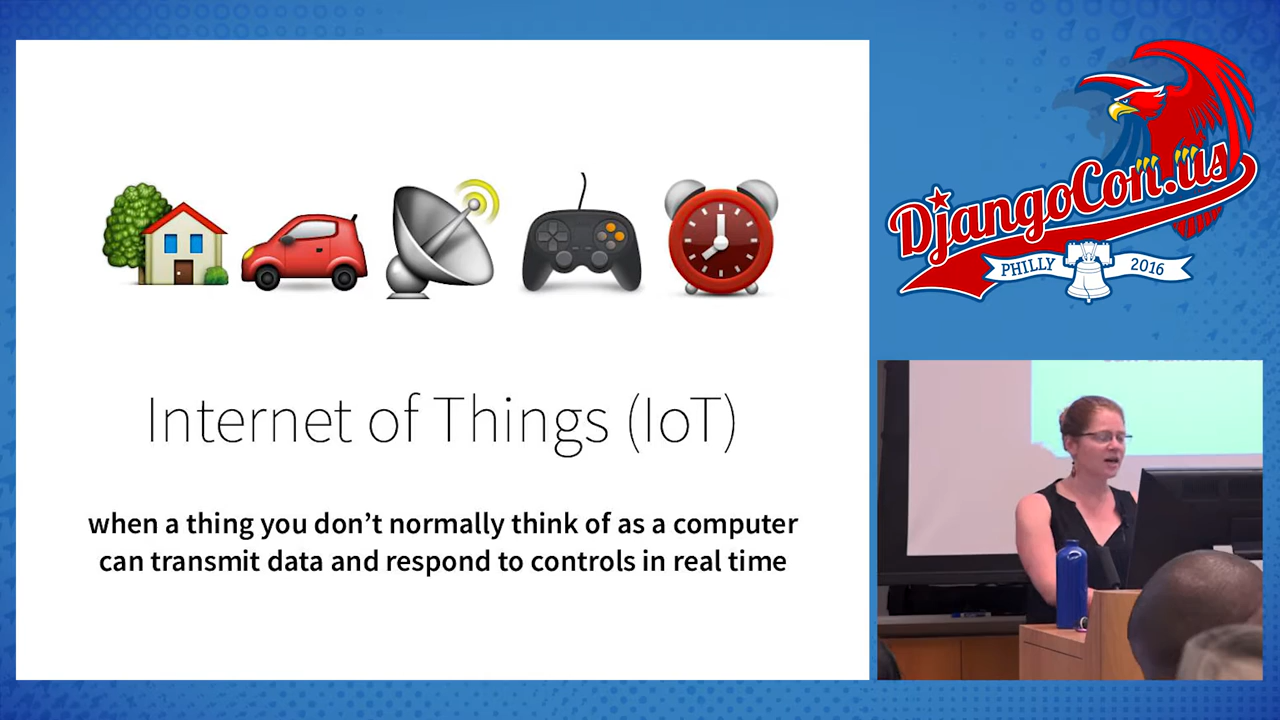 Internet of Things (IoT)
when a thing you don’t normally think of as a computer
can transmit data and respond to controls in real time
DjangoCon.us
PHILLY 2016